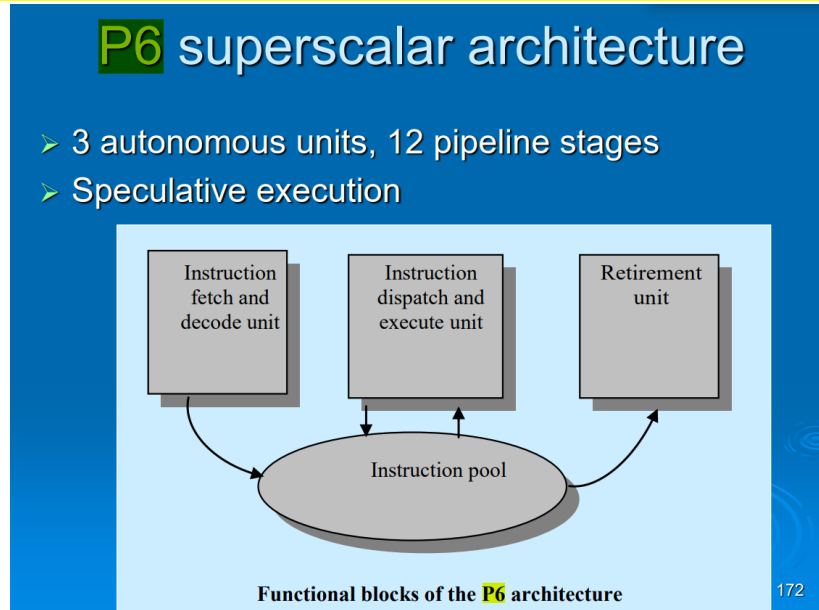 P6 superscalar architecture
➢ 3 autonomous units, 12 pipeline stages
➢ Speculative execution
Instruction
fetch and
decode unit
Instruction
dispatch and
execute unit
Retirement
unit
Instruction pool
Functional blocks of the P6 architecture
172